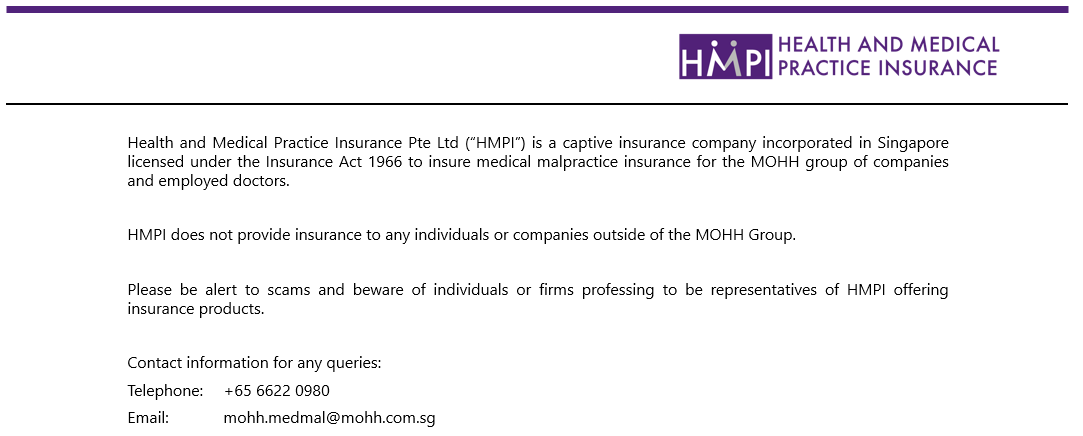 HMPI HEALTH AND MEDICAL
PRACTICE INSURANCE
Health and Medical Practice Insurance Pte Ltd (“HMPI”) is a captive insurance company incorporated in Singapore
licensed under the Insurance Act 1966 to insure medical malpractice insurance for the MOHH group of companies
and employed doctors.
HMPI does not provide insurance to any individuals or companies outside of the MOHH Group.
Please be alert to scams and beware of individuals or firms professing to be representatives of HMPI offering
insurance products.
Contact information for any queries:
Telephone: +65 6622 0980
Email: mohh.medmal@mohh.com.sg